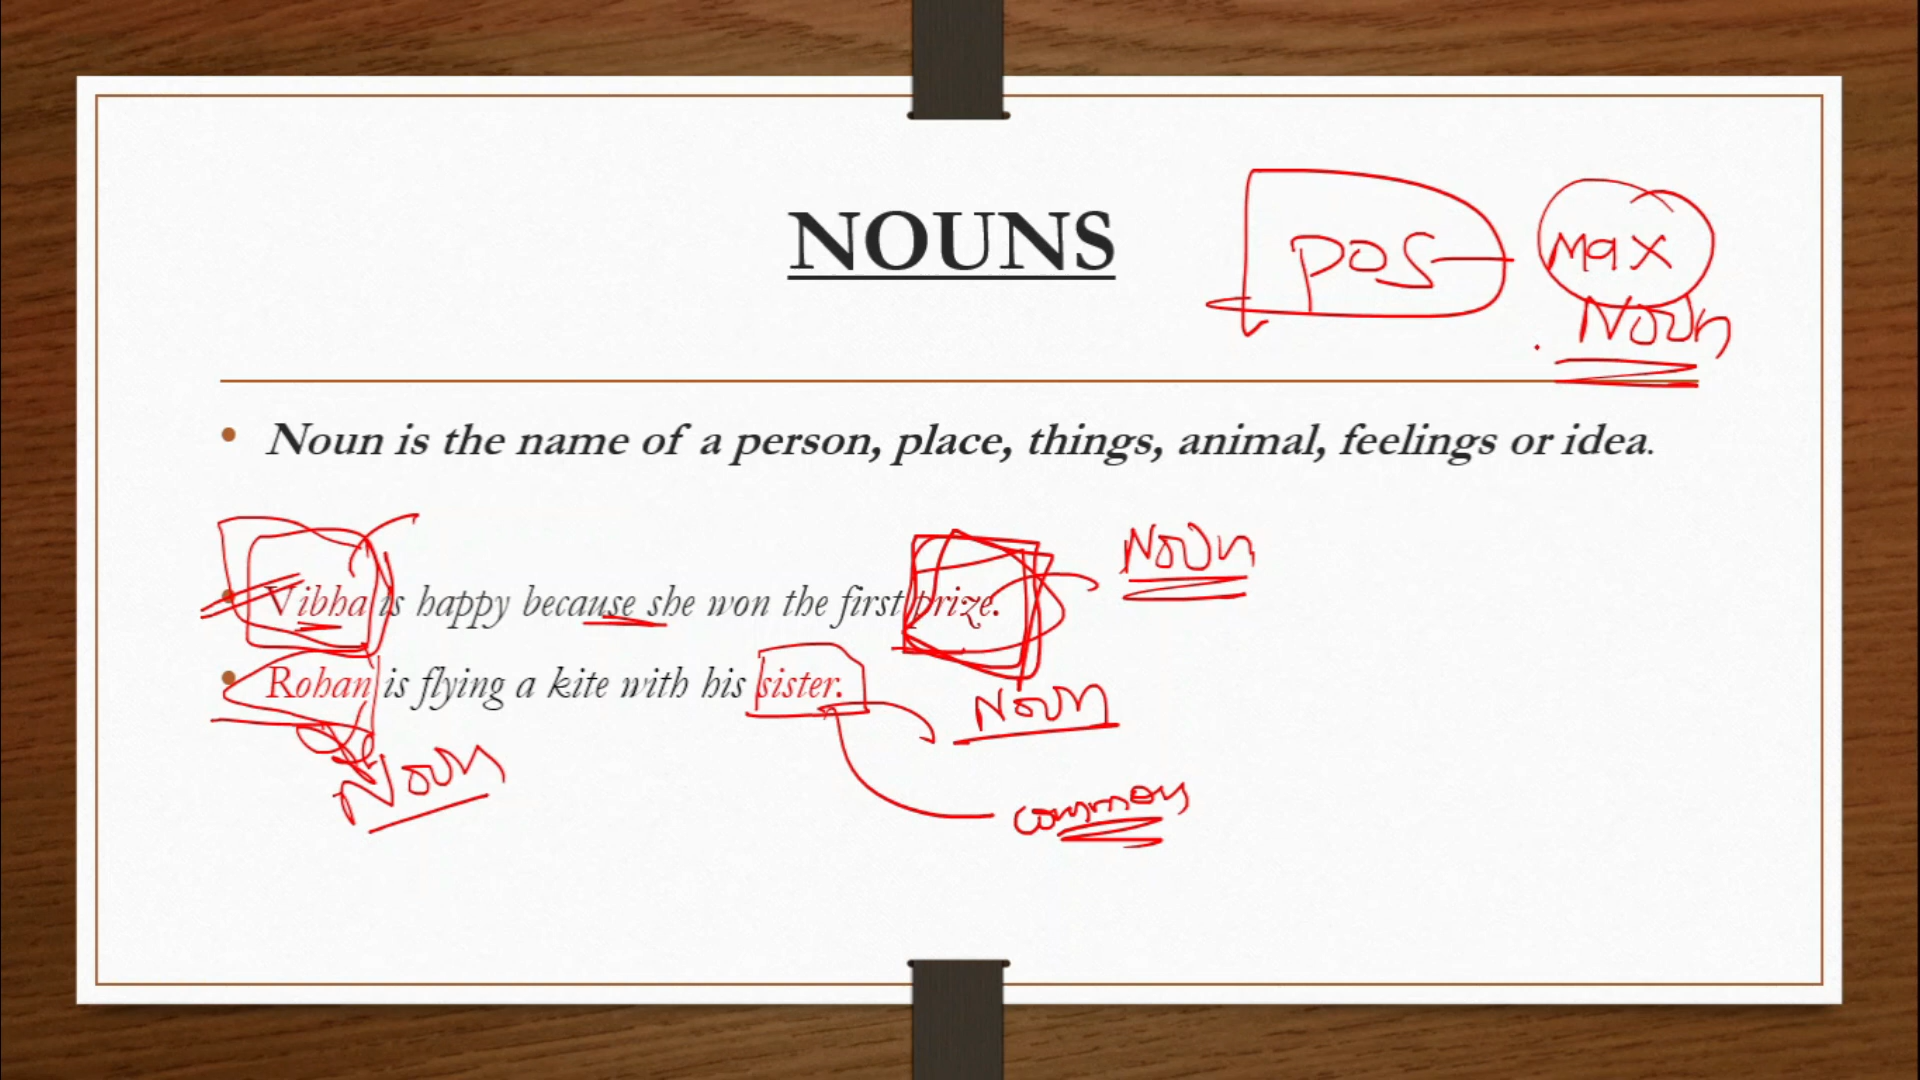 NOUNS
POS
Max
Noun
• Noun is the name of a person, place, things, animal, feelings or idea.
Noun
• Vibha is happy because she won the first prize.
• Rohan is flying a kite with his sister.
Noun
Noun
common